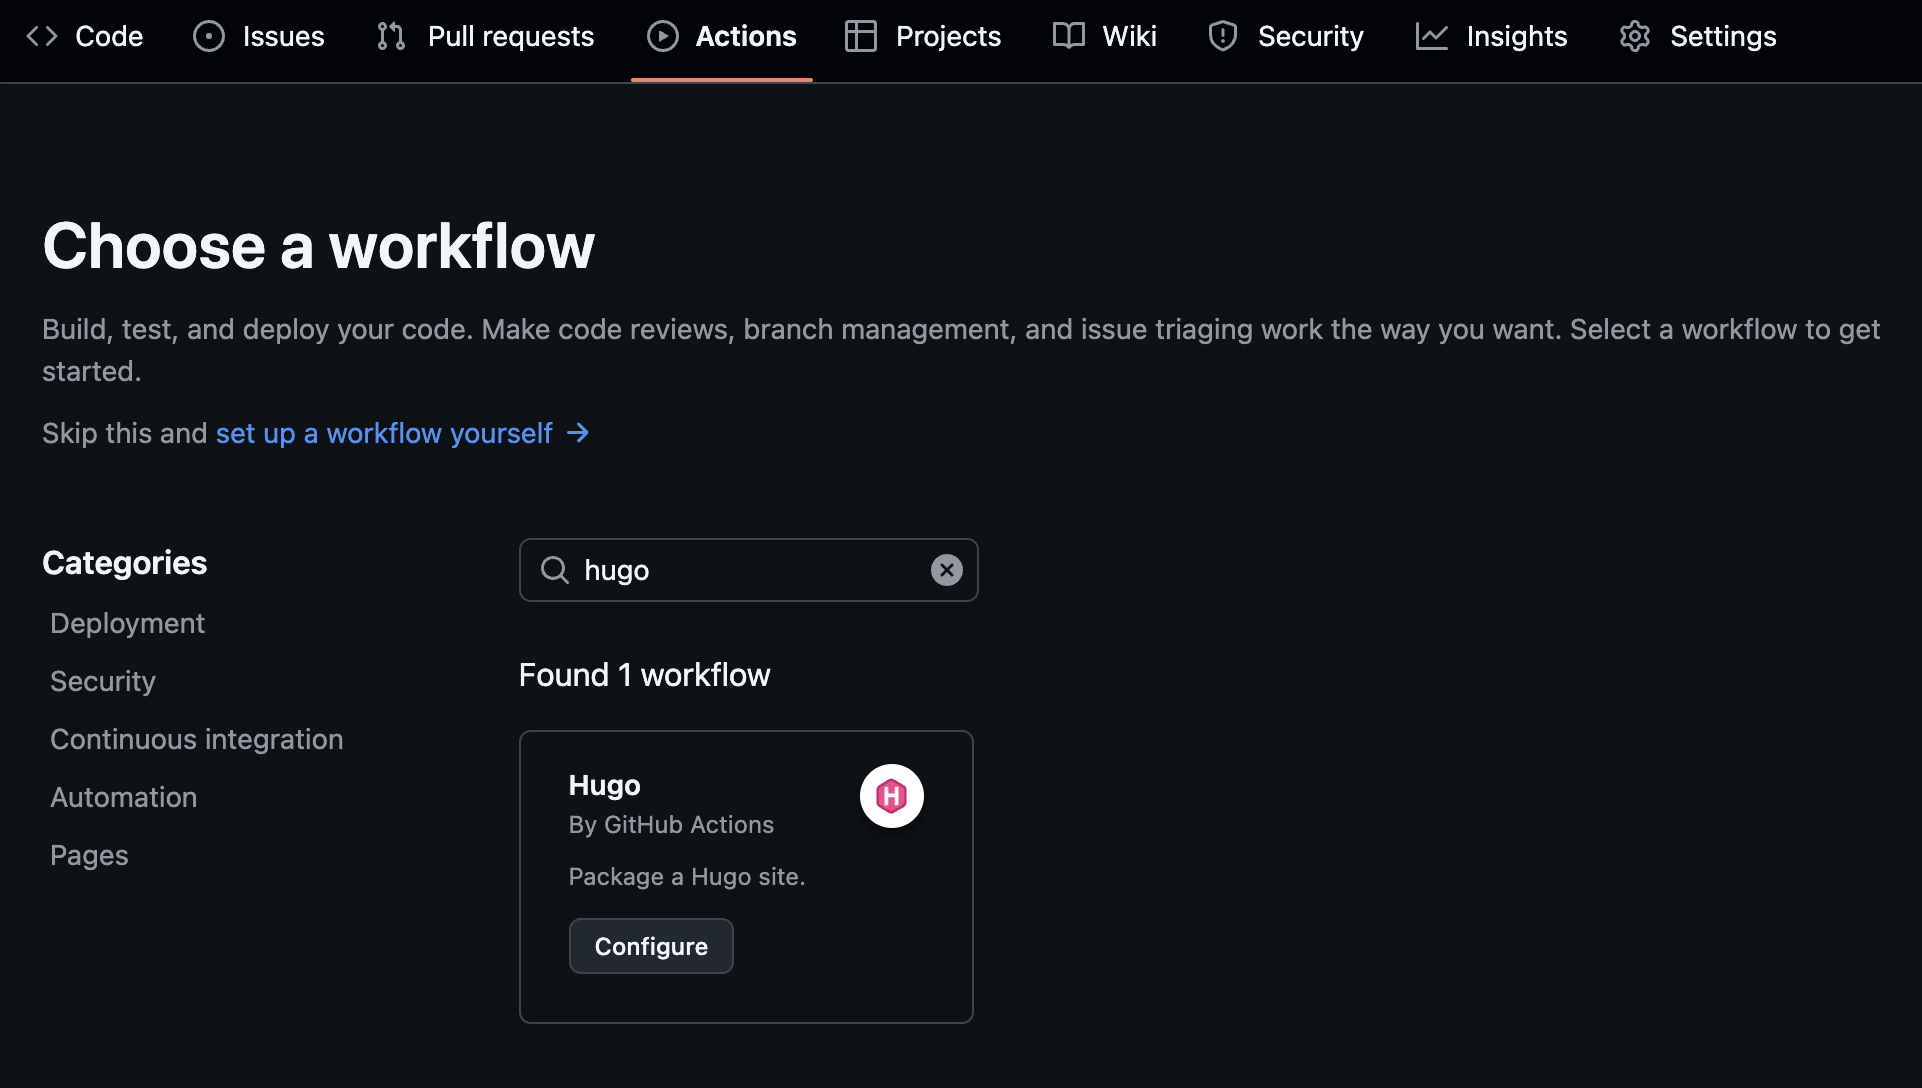 Code Issues Pull requests Actions Projects Wiki Security Insights Settings
Choose a workflow
Build, test, and deploy your code. Make code reviews, branch management, and issue triaging work the way you want. Select a workflow to get
started.
Skip this and set up a workflow yourself →
Categories
Deployment
Security
Continuous integration
Automation
Pages
hugo
Found 1 workflow
Hugo
H
By GitHub Actions
Package a Hugo site.
Configure